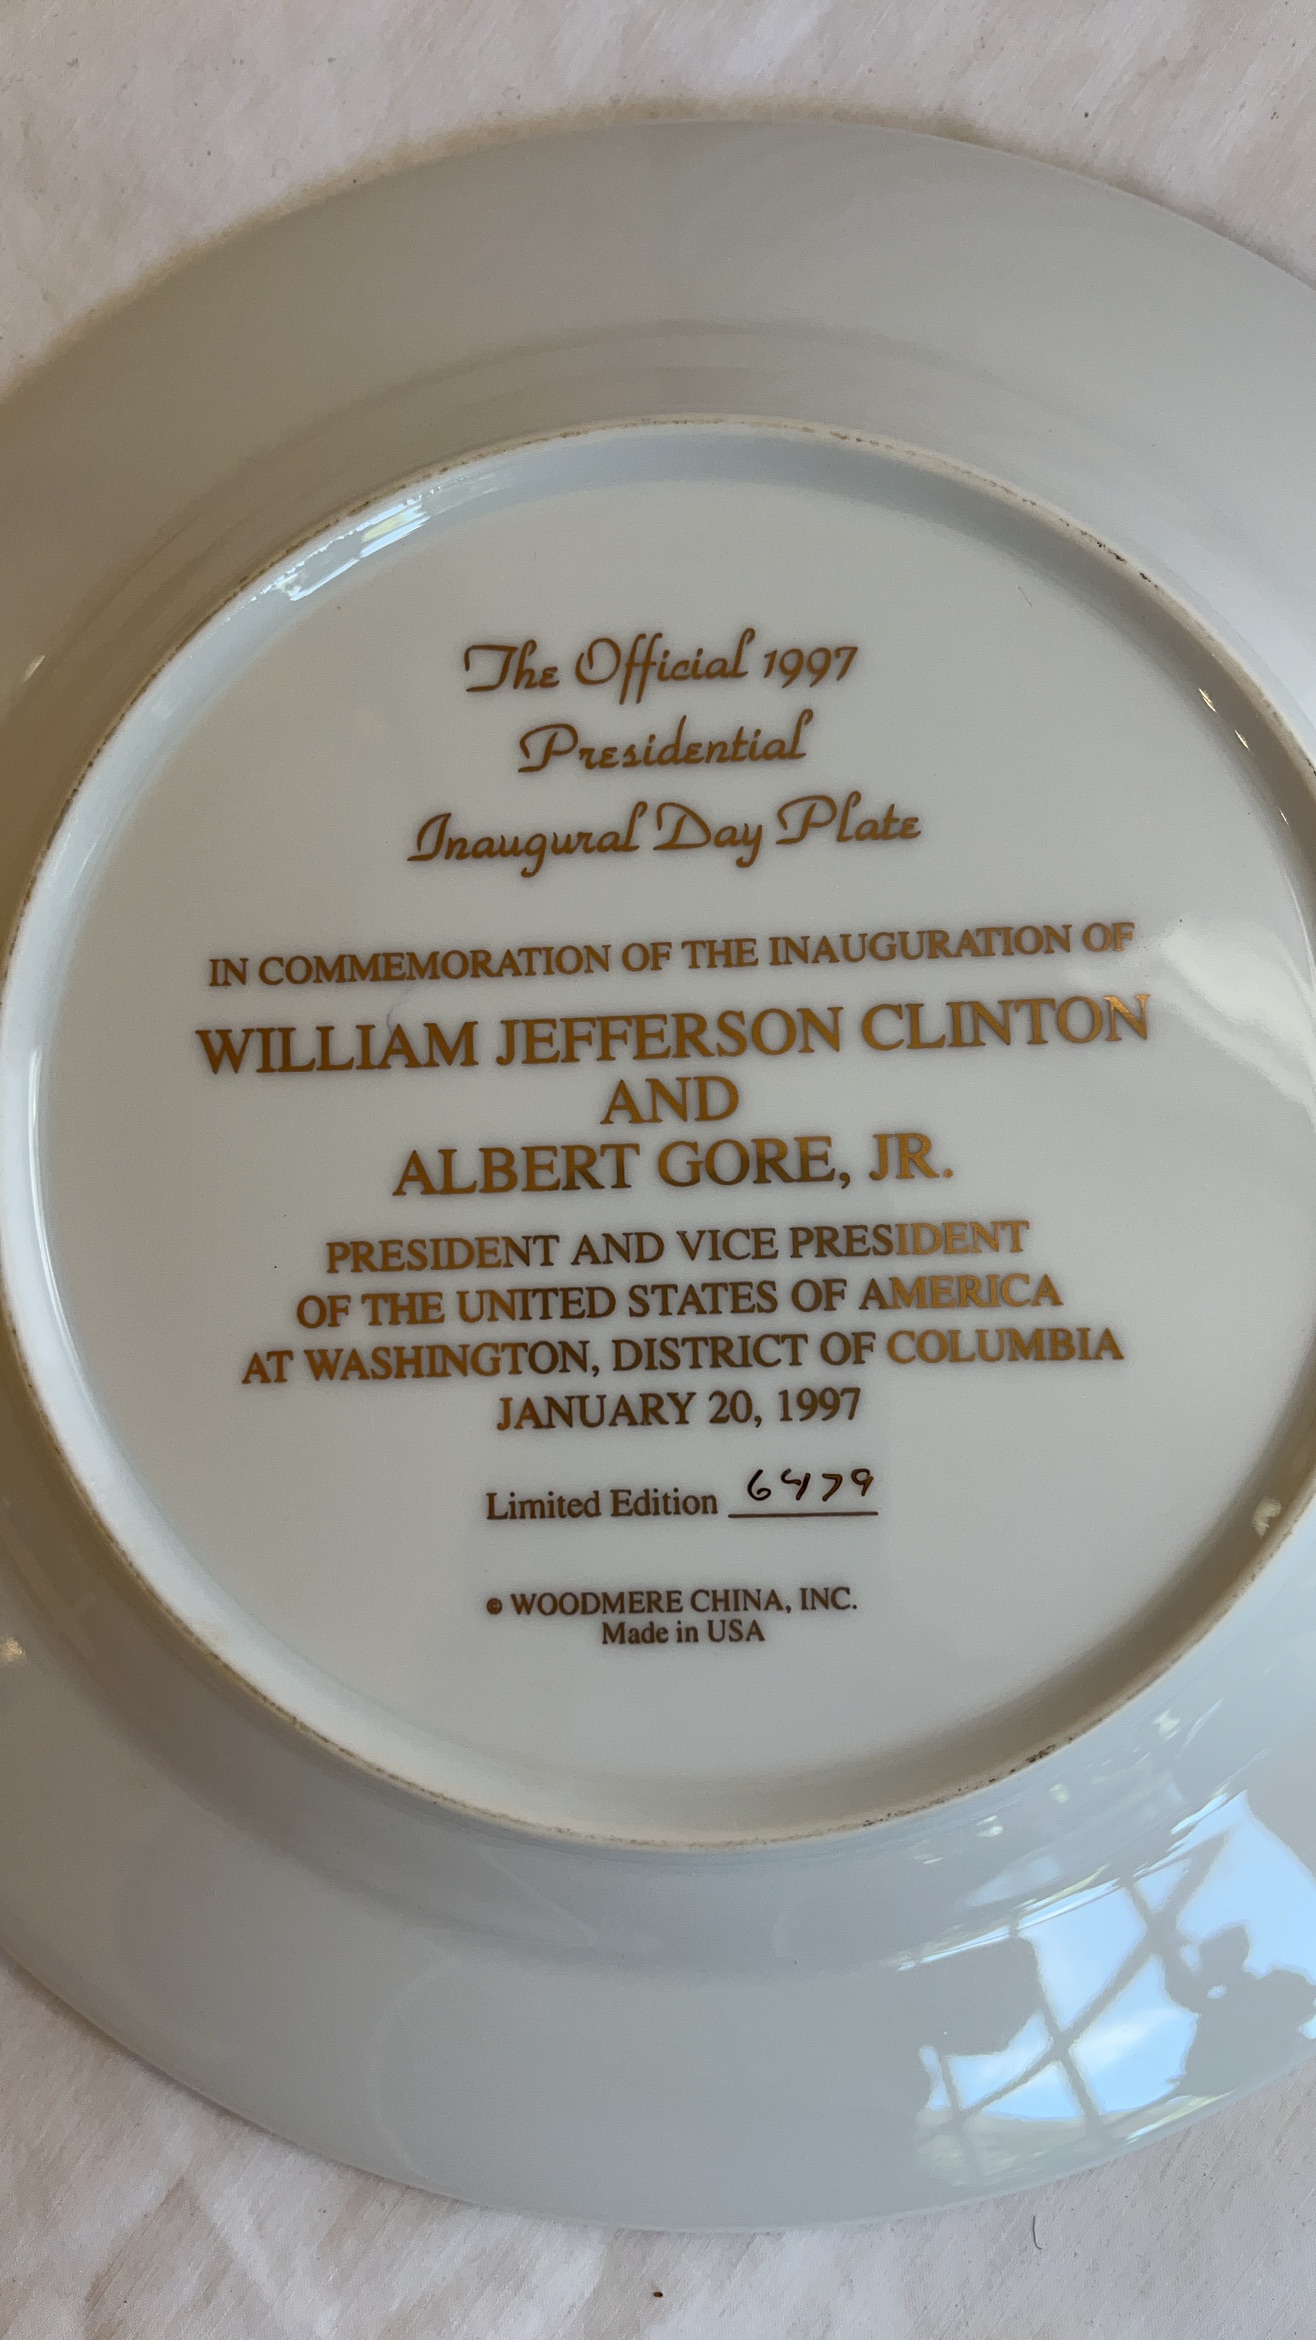 The Official 1997
Presidential
Inaugural Day Plate
IN COMMEMORATION OF THE INAUGURATION OF
WILLIAM JEFFERSON CLINTON
AND
ALBERT GORE, JR.
PRESIDENT AND VICE PRESIDENT
OF THE UNITED STATES OF AMERICA
AT WASHINGTON, DISTRICT OF COLUMBIA
JANUARY 20, 1997
Limited Edition 6479
© WOODMERE CHINA, INC.
Made in USA